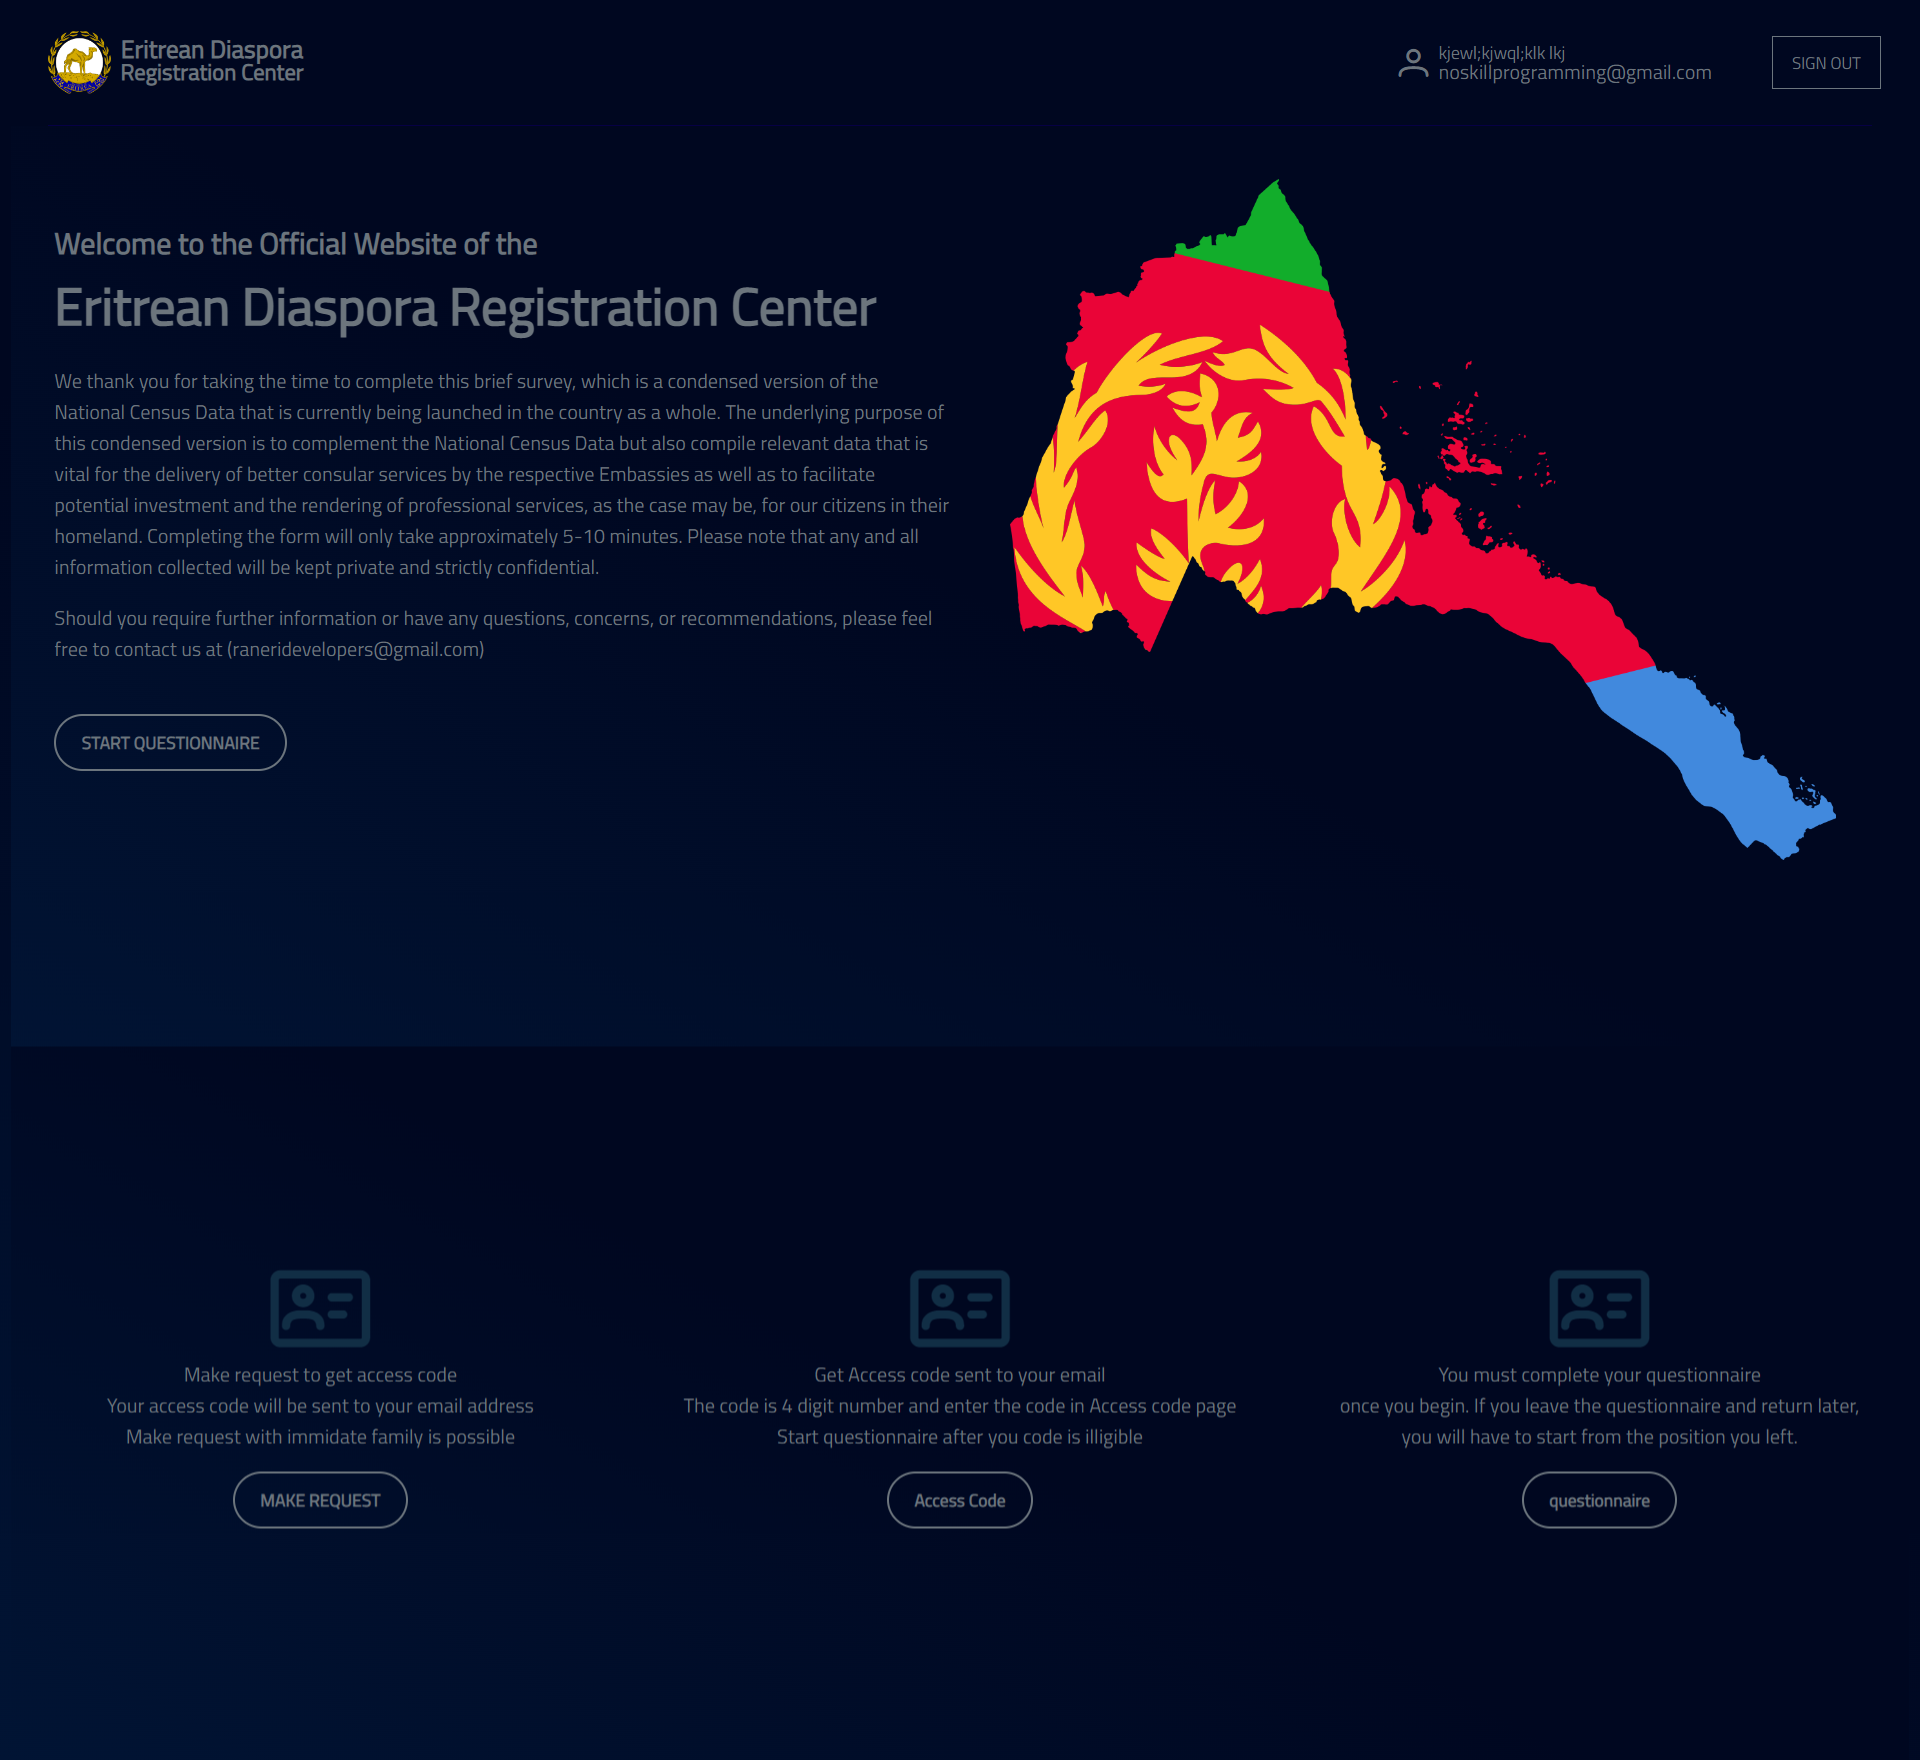 Eritrean Diaspora
Registration Center
kjewl;kjwql;klk lkj
noskillprogramming@gmail.com
SIGN OUT
Welcome to the Official Website of the
Eritrean Diaspora Registration Center
We thank you for taking the time to complete this brief survey, which is a condensed version of the
National Census Data that is currently being launched in the country as a whole. The underlying purpose of
this condensed version is to complement the National Census Data but also compile relevant data that is
vital for the delivery of better consular services by the respective Embassies as well as to facilitate
potential investment and the rendering of professional services, as the case may be, for our citizens in their
homeland. Completing the form will only take approximately 5-10 minutes. Please note that any and all
information collected will be kept private and strictly confidential.
Should you require further information or have any questions, concerns, or recommendations, please feel
free to contact us at (raneridevelopers@gmail.com)
START QUESTIONNAIRE
Make request to get access code
Your access code will be sent to your email address
Make request with immidate family is possible
MAKE REQUEST
Get Access code sent to your email
The code is 4 digit number and enter the code in Access code page
Start questionnaire after you code is illigible
Access Code
You must complete your questionnaire
once you begin. If you leave the questionnaire and return later,
you will have to start from the position you left.
questionnaire